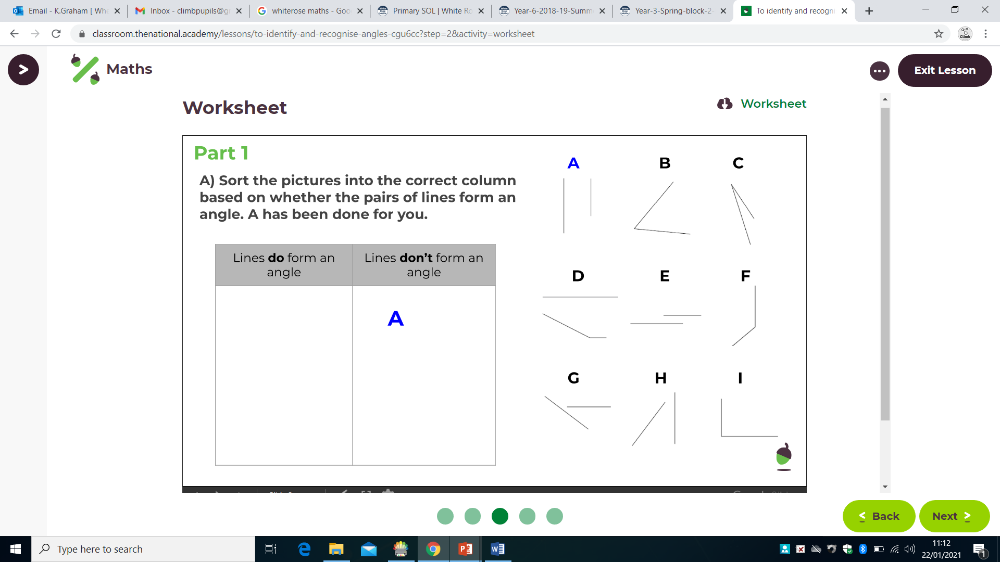 Email - K.Graham [ Whe
Inbox - climbpupils@g
whiterose maths - Goo
Primary SOL | White Ro
Year-6-2018-19-Summ
Year-3-Spring-block-2-
To identify and recogni
classroom.thenational.academy/lessons/to-identify-and-recognise-angles-cgu6cc?step=2&activity=worksheet
Climb
Maths
Exit Lesson
Worksheet
Worksheet
Part 1
A) Sort the pictures into the correct column
based on whether the pairs of lines form an
angle. A has been done for you.
Lines do form an
angle
Lines don't form an
angle
A
A B C
D E F
G H I
< Back
Next >
Type here to search
11:12
22/01/2021
1